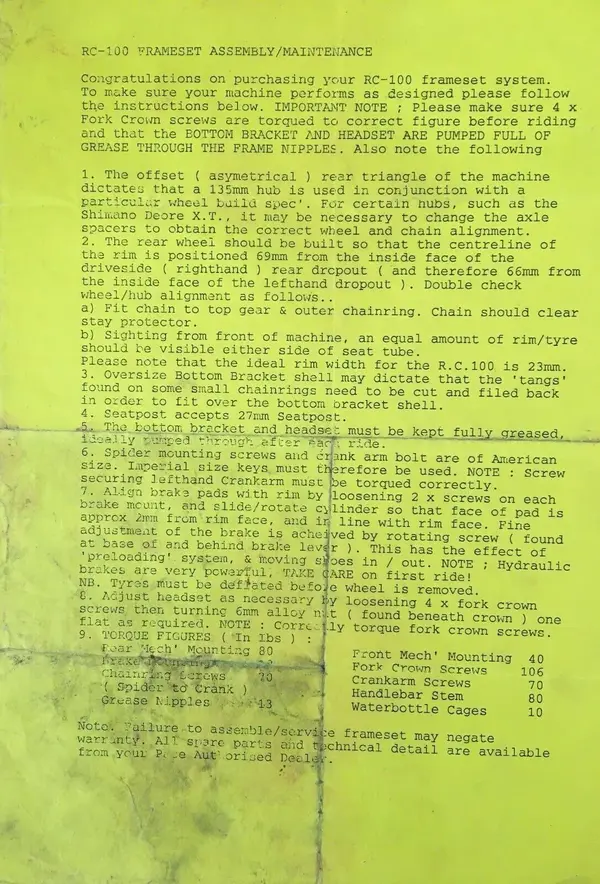 RC-100 FRAMESET ASSEMBLY/MAINTENANCE
Congratulations on purchasing your RC-100 frameset system.
To make sure your machine performs as designed please follow
the instructions below. IMPORTANT NOTE ; Please make sure 4 x
Fork Crown screws are torqued to correct figure before riding
and that the BOTTOM BRACKET AND HEADSET ARE PUMPED FULL OF
GREASE THROUGH THE FRAME NIPPLES. Also note the following
1. The offset ( asymetrical ) rear triangle of the machine
dictates that a 135mm hub is used in conjunction with a
particular wheel build spec'. For certain hubs, such as the
Shimano Deore X.T., it may be necessary to change the axle
spacers to obtain the correct wheel and chain alignment.
2. The rear wheel should be built so that the centreline of
the rim is positioned 69mm from the inside face of the
driveside ( righthand ) rear dropout ( and therefore 66mm from
the inside face of the lefthand dropout ). Double check
wheel/hub alignment as follows..
a) Fit chain to top gear & outer chainring. Chain should clear
stay protector.
b) Sighting from front of machine, an equal amount of rim/tyre
should be visible either side of seat tube.
Please note that the ideal rim width for the R.C.100 is 23mm.
3. Oversize Bottom Bracket shell may dictate that the 'tangs'
found on some small chainrings need to be cut and filed back
in order to fit over the bottom bracket shell.
4. Seatpost accepts 27mm Seatpost.
5. The bottom bracket and headset must be kept fully greased,
ideally pumped through after each ride.
6. Spider mounting screws and crank arm bolt are of American
size. Imperial size keys must therefore be used. NOTE : Screw
securing lefthand Crankarm must be torqued correctly.
7. Align brake pads with rim by loosening 2 x screws on each
brake mount, and slide/rotate cylinder so that face of pad is
approx 2mm from rim face, and in line with rim face. Fine
adjustment of the brake is acheived by rotating screw ( found
at base of and behind brake lever ). This has the effect of
'preloading' system, & moving shoes in / out. NOTE ; Hydraulic
brakes are very powerful, TAKE CARE on first ride!
NB. Tyres must be deflated before wheel is removed.
8. Adjust headset as necessary by loosening 4 x fork crown
screws then turning 6mm alloy nut ( found beneath crown ) one
flat as required. NOTE : Correctly torque fork crown screws.
9. TORQUE FIGURES ( In lbs ) :
Rear Mech' Mounting 80
Brake Mounting
Chainring Screws 70
( Spider to Crank )
Grease Nipples 43
Front Mech' Mounting 40
Fork Crown Screws 106
Crankarm Screws 70
Handlebar Stem 80
Waterbottle Cages 10
Note. Failure to assemble/service frameset may negate
warranty. All spare parts and technical detail are available
from your Pace Authorised Dealer.